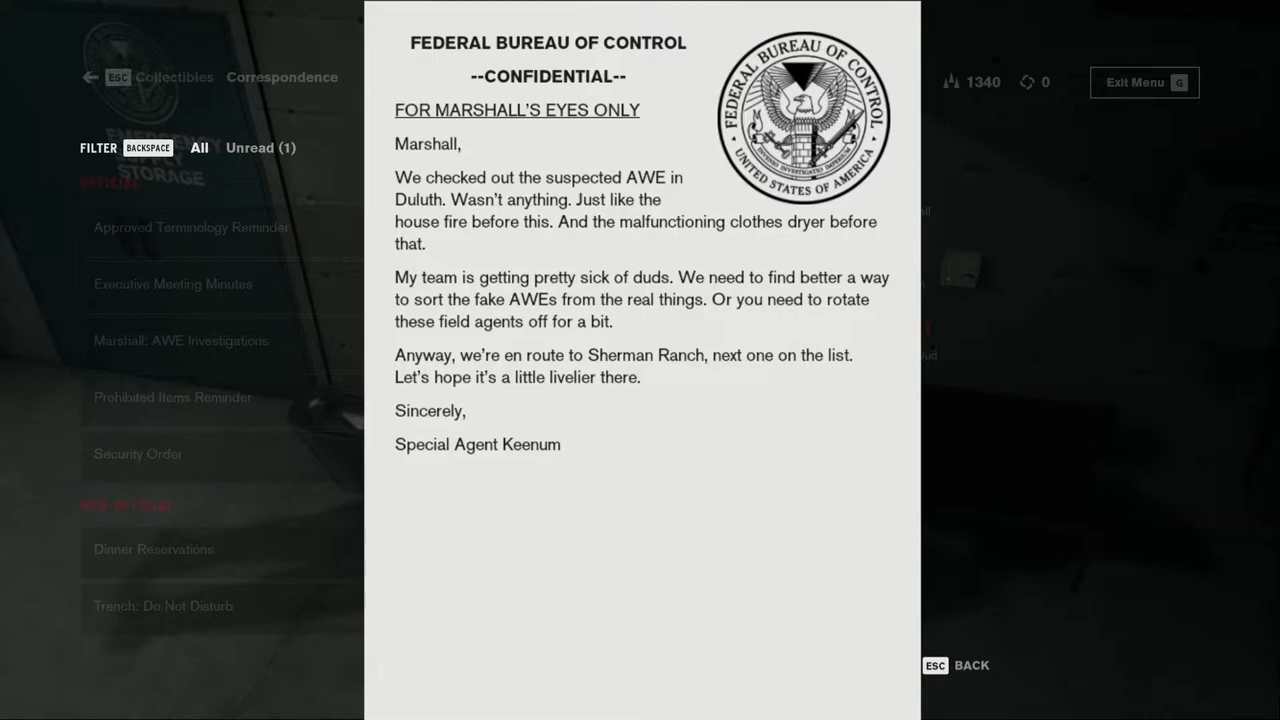 FEDERAL BUREAU OF CONTROL
--CONFIDENTIAL--
FOR MARSHALL'S EYES ONLY
Marshall,
We checked out the suspected AWE in
Duluth. Wasn't anything. Just like the
house fire before this. And the malfunctioning clothes dryer before
that.
My team is getting pretty sick of duds. We need to find better a way
to sort the fake AWEs from the real things. Or you need to rotate
these field agents off for a bit.
Anyway, we're en route to Sherman Ranch, next one on the list.
Let's hope it's a little livelier there.
Sincerely,
Special Agent Keenum
FEDERAL BUREAU OF CONTROL
UNITED STATES OF AMERICA
ESC Collectibles Correspondence
1340 0
Exit Menu G
FILTER BACKSPACE All Unread (1)
EMERGENCY
STORAGE
OFFICIAL
Approved Terminology Reminder
Executive Meeting Minutes
Marshall: AWE Investigations
Prohibited Items Reminder
Security Order
NON-OFFICIAL
Dinner Reservations
Trench: Do Not Disturb
ESC BACK